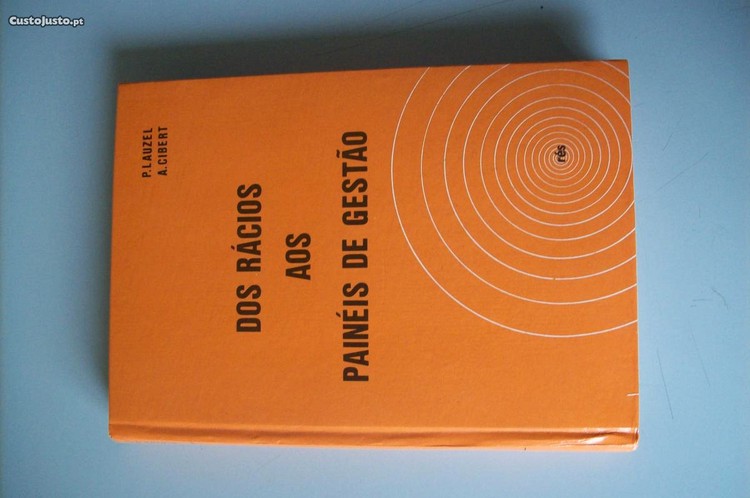 CustoJusto.pt
P. LAUZEL
A. CIBERT
DOS RÁCIOS
AOS
PAINÉIS DE GESTÃO
rés